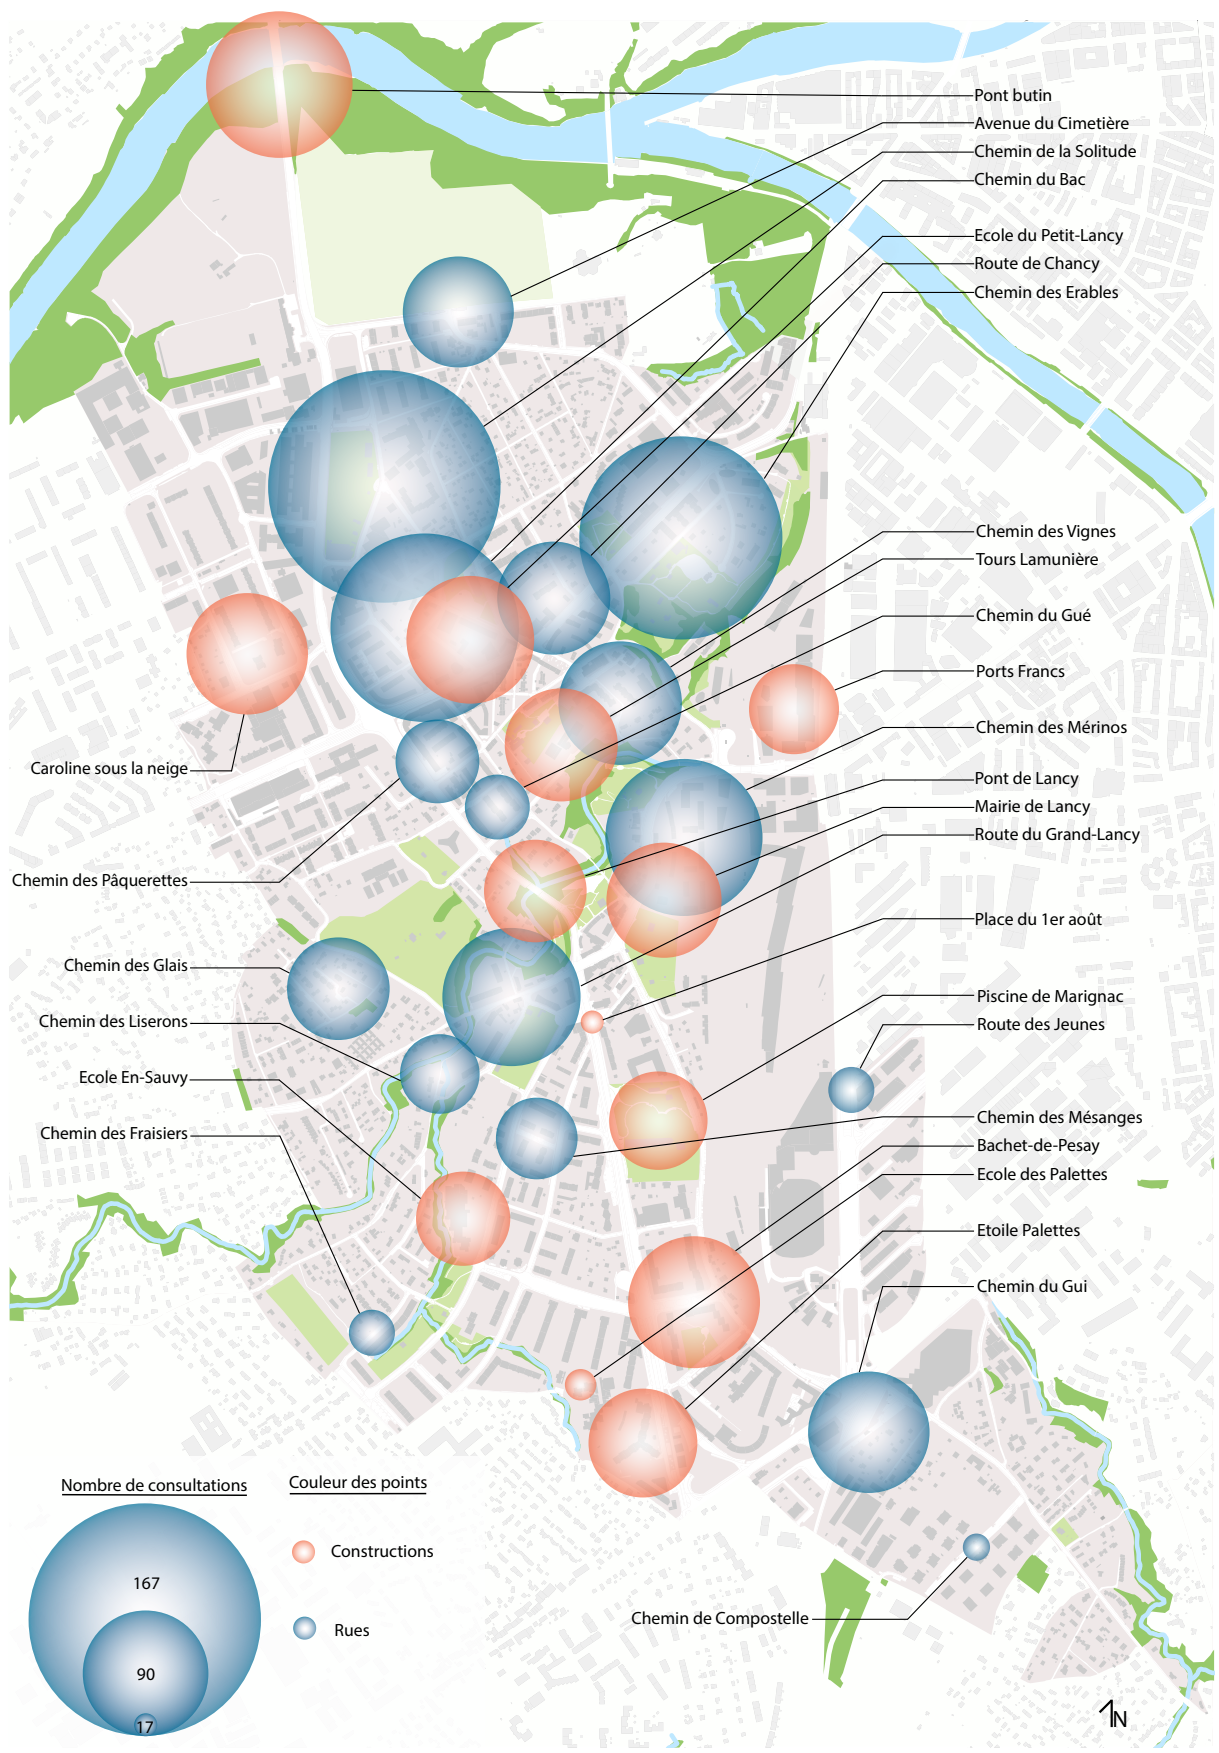 Pont butin
Avenue du Cimetière
Chemin de la Solitude
Chemin du Bac
Ecole du Petit-Lancy
Route de Chancy
Chemin des Erables
Chemin des Vignes
Tours Lamunière
Chemin du Gué
Ports Francs
Chemin des Mérinos
Caroline sous la neige
Pont de Lancy
Mairie de Lancy
Route du Grand-Lancy
Chemin des Pâquerettes
Place du 1er août
Chemin des Glais
Piscine de Marignac
Chemin des Liserons
Route des Jeunes
Ecole En-Sauvy
Chemin des Mésanges
Chemin des Fraisiers
Bachet-de-Pesay
Ecole des Palettes
Etoile Palettes
Chemin du Gui
Nombre de consultations
Couleur des points
Constructions
167
Chemin de Compostelle
Rues
90
17
N